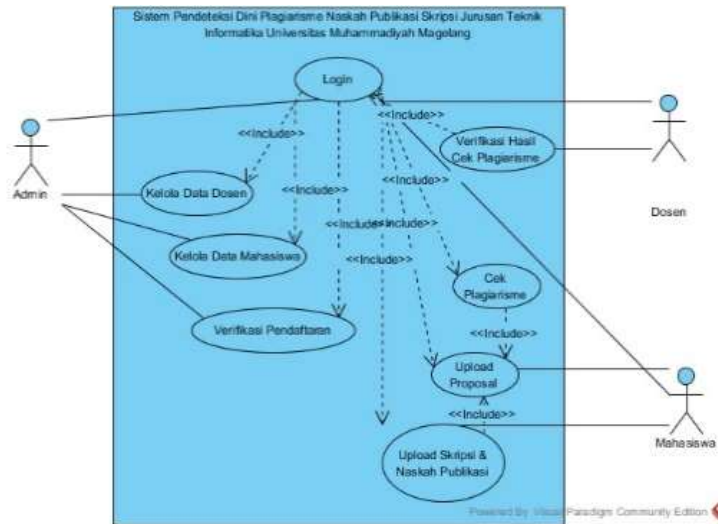 Sistem Pendeteksi Dini Plagiarisme Naskah Publikasi Skripsi Jurusan Teknik
Informatika Universitas Muhammadiyah Magelang
Login
<<Include>>
<<Include>>
Verifikasi Hasil
Cek Plagiarisme
Admin
Kelola Data Dosen
<<Include>>
<<Include>>
Dosen
<<Include>>
<<Include>>
Kelola Data Mahasiswa
<<Include>>
<<Include>>
Cek
Plagiarisme
Verifikasi Pendaftaran
<<Include>>
Upload
Proposal
<<Include>>
Mahasiswa
Upload Skripsi &
Naskah Publikasi
Powered By Visual Paradigm Community Edition